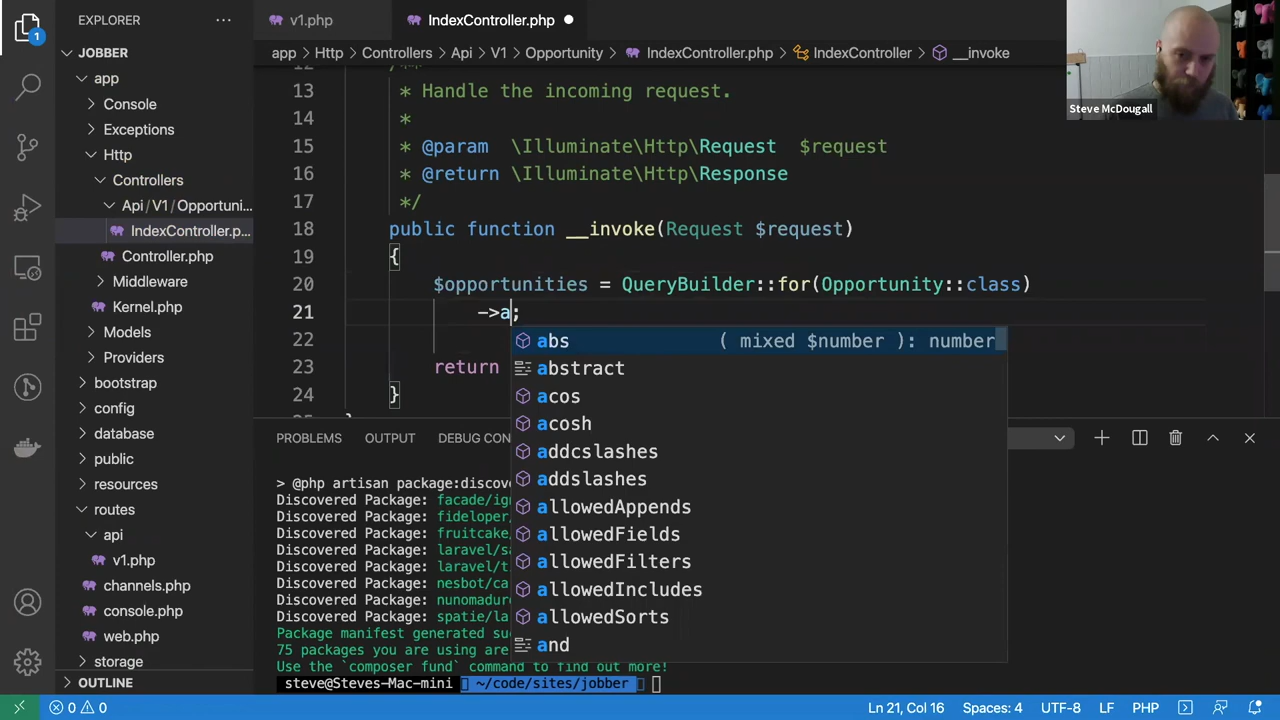 EXPLORER
v1.php
IndexController.php
JOBBER
app > Http > Controllers > Api > V1 > Opportunity > IndexController.php > IndexController > __invoke
Steve McDougall
app
Console
Exceptions
Http
Controllers
Api/V1/Opportuni...
IndexController.p...
Controller.php
Middleware
Kernel.php
Models
Providers
bootstrap
config
database
public
resources
routes
api
v1.php
channels.php
console.php
web.php
storage
OUTLINE
12 /**
13 * Handle the incoming request.
14 *
15 * @param \Illuminate\Http\Request $request
16 * @return \Illuminate\Http\Response
17 */
18 public function __invoke(Request $request)
19 {
20 $opportunities = QueryBuilder::for(Opportunity::class)
21 ->a;
22
23 return
24 }
25 }
abs ( mixed $number ): number
abstract
acos
acosh
addcslashes
addslashes
allowedAppends
allowedFields
allowedFilters
allowedIncludes
allowedSorts
and
PROBLEMS OUTPUT DEBUG CON
> @php artisan package:discove
Discovered Package: facade/ig
Discovered Package: fideloper/
Discovered Package: fruitcake/
Discovered Package: laravel/sa
Discovered Package: laravel/t
Discovered Package: nesbot/ca
Discovered Package: nunomadur
Discovered Package: spatie/la
Package manifest generated su
75 packages you are using are
Use the `composer fund` command to find out more!
steve@Steves-Mac-mini ~/code/sites/jobber
0 0 Ln 21, Col 16 Spaces: 4 UTF-8 LF PHP